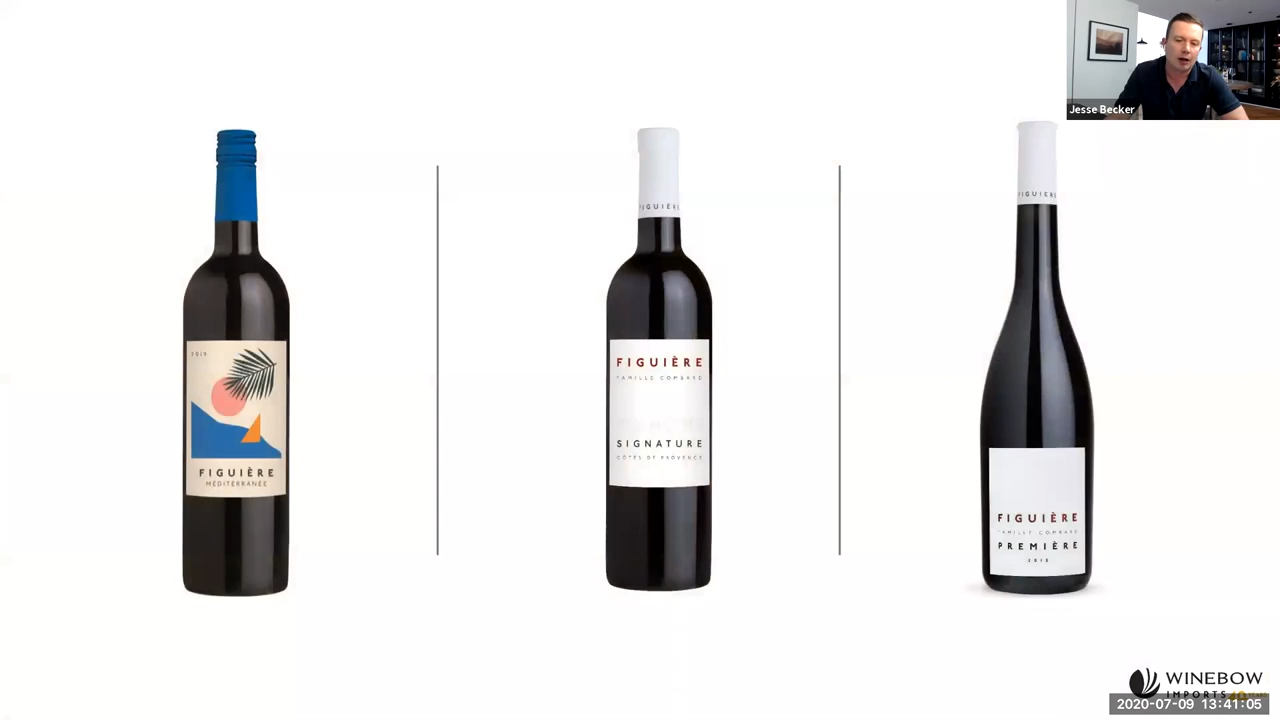 Jesse Becker
2019
FIGUIÈRE
MÉDITERRANÉE
FIGUIÈRE
FIGUIÈRE
FAMILLE COMBARD
SIGNATURE
CÔTES DE PROVENCE
FIGUIÈRE
FIGUIÈRE
FAMILLE COMBARD
PREMIÈRE
WINEBOW
IMPORTS 40
2020-07-09 13:41:05